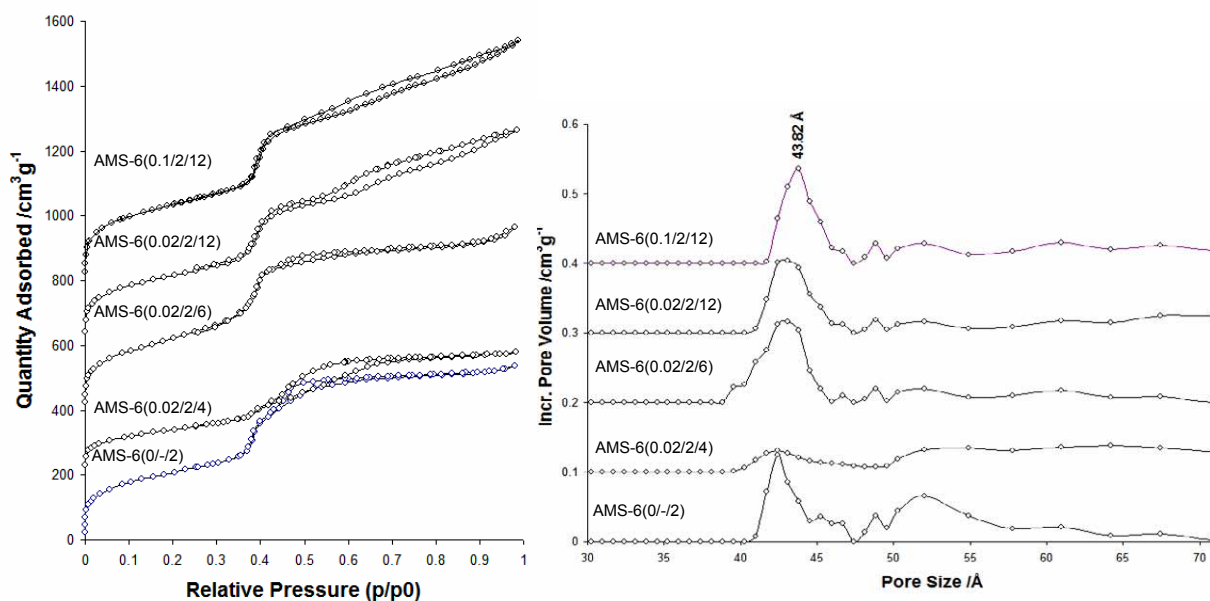 1600
1400
1200
1000
800
600
400
200
0
Quantity Adsorbed /cm³g⁻¹
AMS-6(0.1/2/12)
AMS-6(0.02/2/12)
AMS-6(0.02/2/6)
AMS-6(0.02/2/4)
AMS-6(0/-/2)
0 0.1 0.2 0.3 0.4 0.5 0.6 0.7 0.8 0.9 1
Relative Pressure (p/p0)
0.6
0.5
0.4
0.3
0.2
0.1
0
Incr. Pore Volume /cm³g⁻¹
43.82 Å
AMS-6(0.1/2/12)
AMS-6(0.02/2/12)
AMS-6(0.02/2/6)
AMS-6(0.02/2/4)
AMS-6(0/-/2)
30 35 40 45 50 55 60 65 70
Pore Size /Å